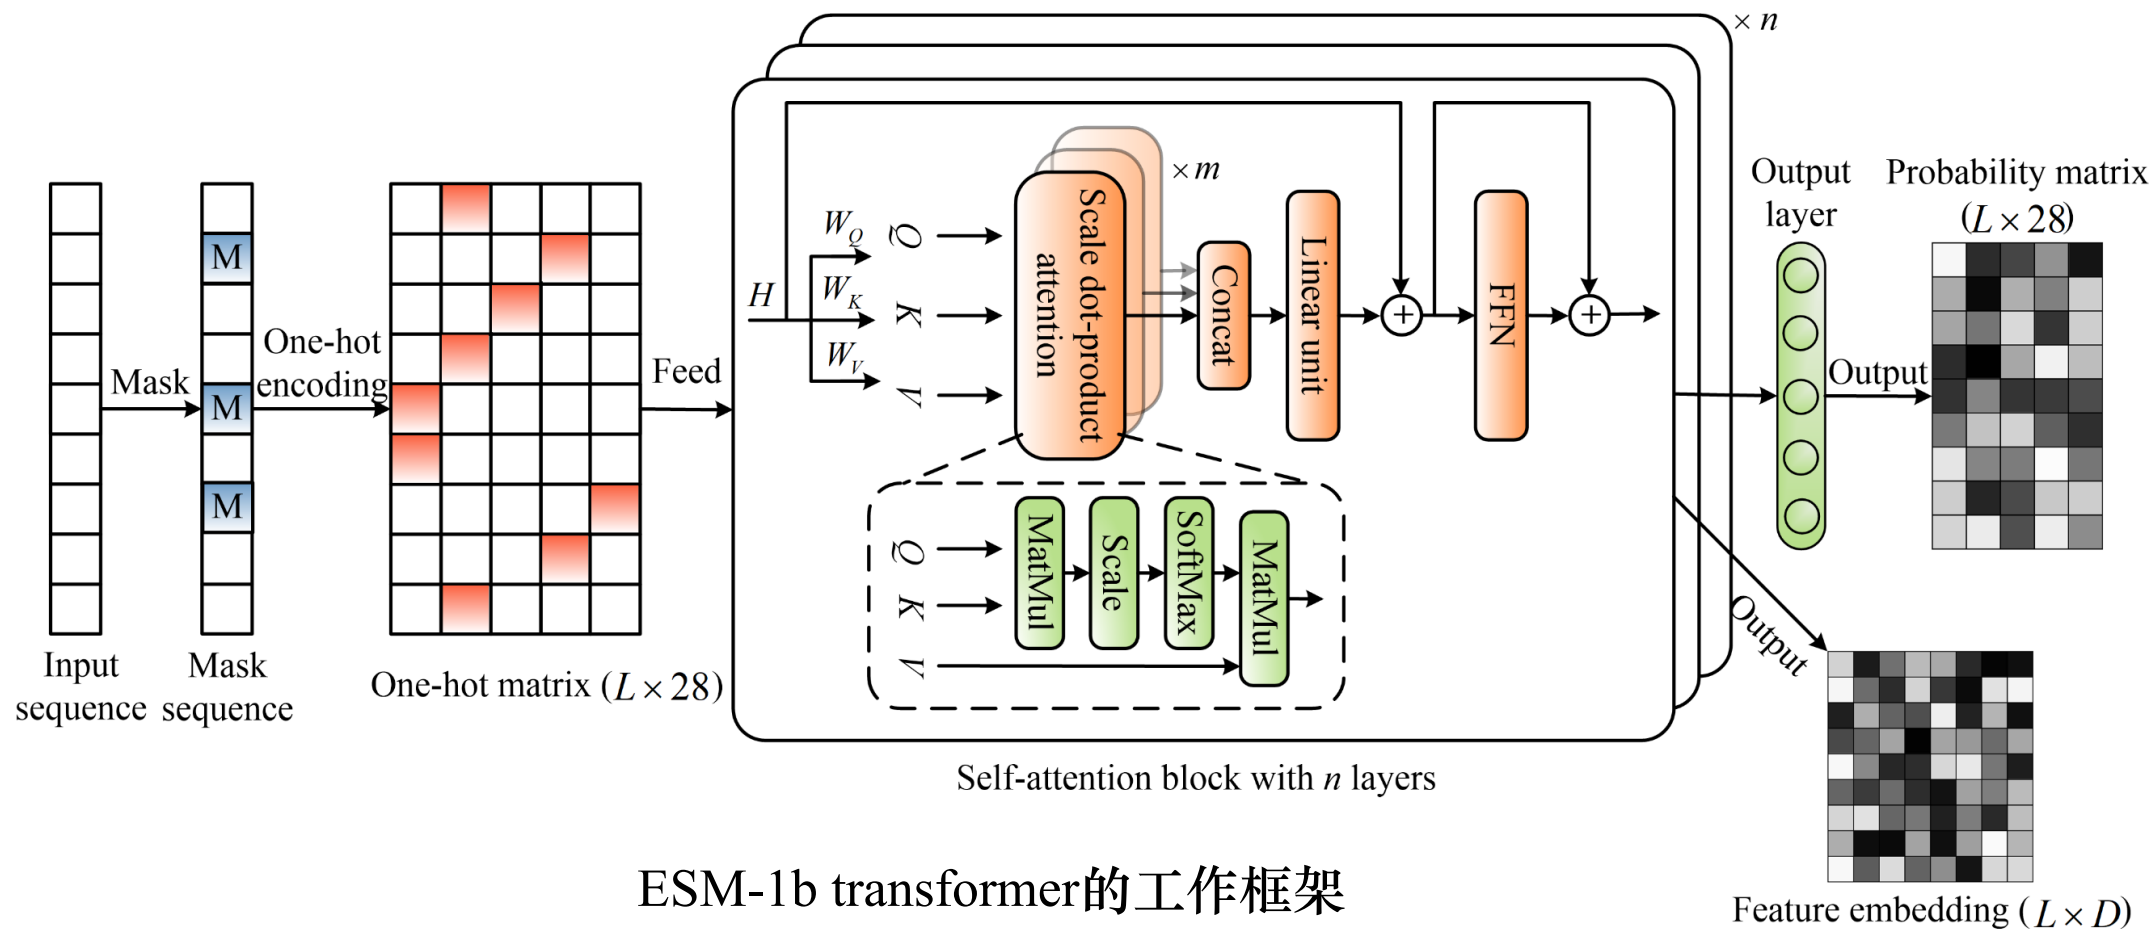 × n
Output
layer
Probability matrix
(L × 28)
× m
Scale dot-product
attention
W_Q
W_K
W_V
Q
K
V
H
Concat
Linear unit
+
FFN
+
M
M
M
Mask
One-hot
encoding
Feed
Output
Q
K
V
MatMul
Scale
SoftMax
MatMul
Output
Input
sequence
Mask
sequence
One-hot matrix (L × 28)
Self-attention block with n layers
ESM-1b transformer的工作框架
Feature embedding (L × D)